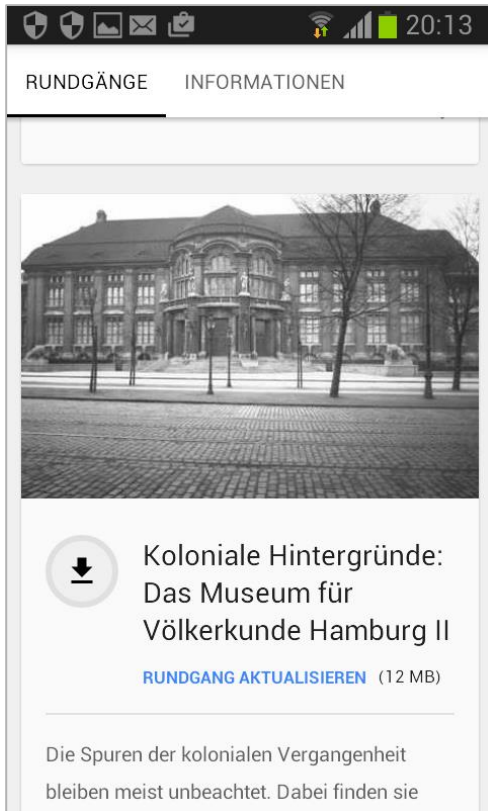 20:13
RUNDGÄNGE INFORMATIONEN
Koloniale Hintergründe:
Das Museum für
Völkerkunde Hamburg II
RUNDGANG AKTUALISIEREN (12 MB)
Die Spuren der kolonialen Vergangenheit
bleiben meist unbeachtet. Dabei finden sie